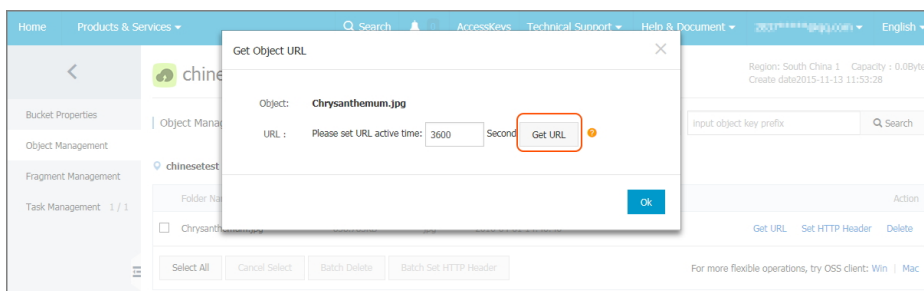 Home Products & Services Search AccessKeys Technical Support Help & Document English
Get Object URL
chine
Region: South China 1 Capacity : 0.0Byte
Create date2015-11-13 11:53:28
Object: Chrysanthemum.jpg
Bucket Properties
Object Manag
URL : Please set URL active time: 3600 Second Get URL
input object key prefix Search
Object Management
chinesetest
Fragment Management
Folder Na
Action
Task Management 1 / 1
Ok
Chrysanth
Get URL Set HTTP Header Delete
Select All Cancel Select Batch Delete Batch Set HTTP Header For more flexible operations, try OSS client: Win | Mac